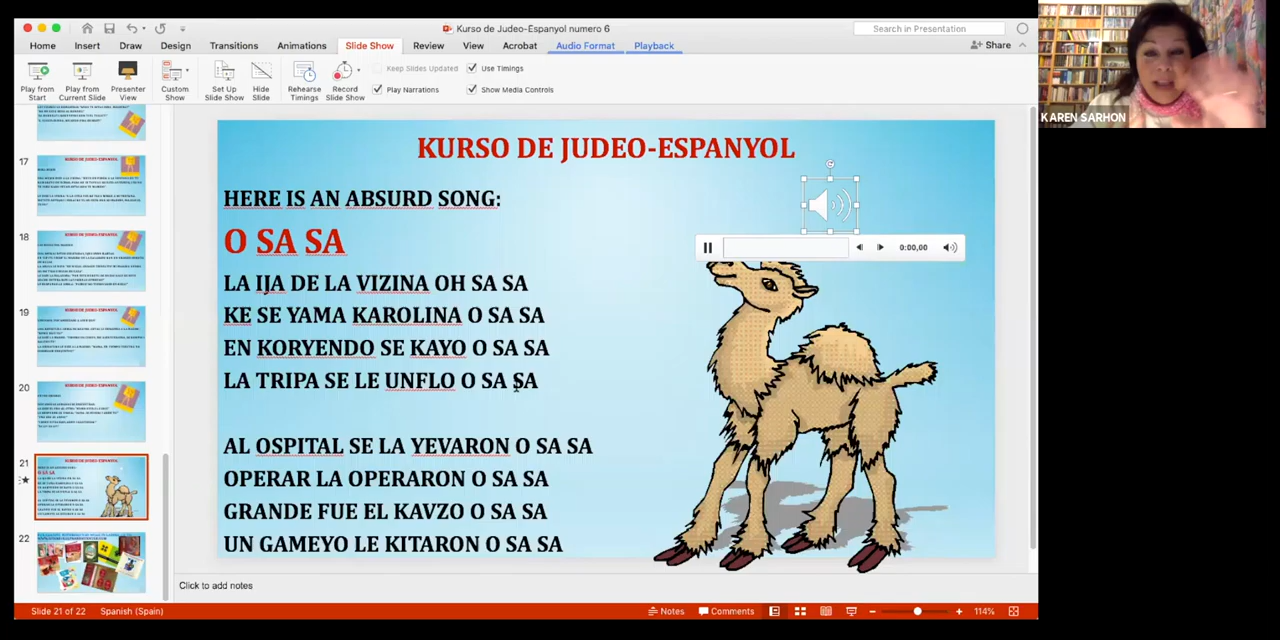 Kurso de Judeo-Espanyol numero 6
Search in Presentation
Home Insert Draw Design Transitions Animations Slide Show Review View Acrobat Audio Format Playback
Share
Play from Start
Play from Current Slide
Presenter View
Custom Show
Set Up Slide Show
Hide Slide
Rehearse Timings
Record Slide Show
Keep Slides Updated
Use Timings
Play Narrations
Show Media Controls
KAREN SARHON
17
18
19
20
21
22
KURSO DE JUDEO-ESPANYOL
HERE IS AN ABSURD SONG:
O SA SA
0:00,00
LA IJA DE LA VIZINA OH SA SA
KE SE YAMA KAROLINA O SA SA
EN KORYENDO SE KAYO O SA SA
LA TRIPA SE LE UNFLO O SA SA
AL OSPITAL SE LA YEVARON O SA SA
OPERAR LA OPERARON O SA SA
GRANDE FUE EL KAVZO O SA SA
UN GAMEYO LE KITARON O SA SA
Click to add notes
Slide 21 of 22 Spanish (Spain) Notes Comments 114%